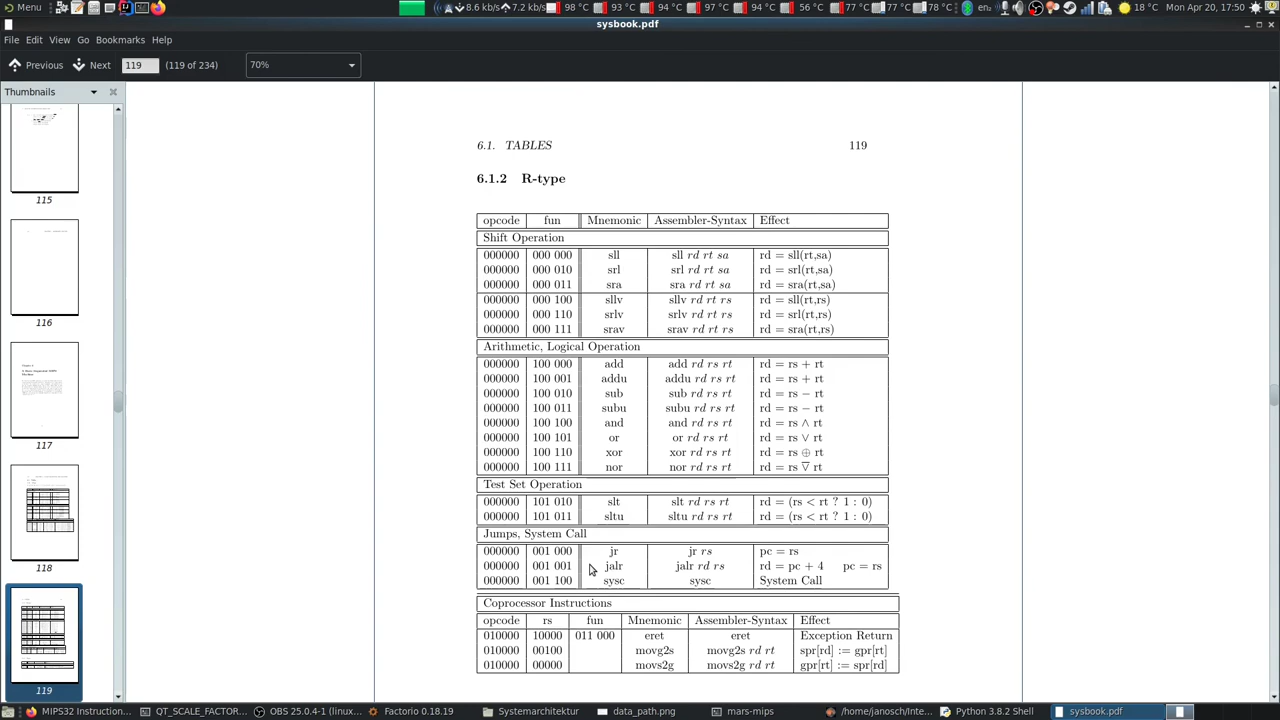 Menu 8.6 kb/s 7.2 kb/s 98 °C 93 °C 94 °C 97 °C 94 °C 56 °C 77 °C 77 °C 78 °C en₁ 18 °C Mon Apr 20, 17:50
sysbook.pdf
File Edit View Go Bookmarks Help
Previous Next 119 (119 of 234) 70%
Thumbnails
115
116
117
118
119
6.1. TABLES 119
6.1.2 R-type
opcode fun Mnemonic Assembler-Syntax Effect
Shift Operation
000000 000 000 sll sll rd rt sa rd = sll(rt,sa)
000000 000 010 srl srl rd rt sa rd = srl(rt,sa)
000000 000 011 sra sra rd rt sa rd = sra(rt,sa)
000000 000 100 sllv sllv rd rt rs rd = sll(rt,rs)
000000 000 110 srlv srlv rd rt rs rd = srl(rt,rs)
000000 000 111 srav srav rd rt rs rd = sra(rt,rs)
Arithmetic, Logical Operation
000000 100 000 add add rd rs rt rd = rs + rt
000000 100 001 addu addu rd rs rt rd = rs + rt
000000 100 010 sub sub rd rs rt rd = rs − rt
000000 100 011 subu subu rd rs rt rd = rs − rt
000000 100 100 and and rd rs rt rd = rs ∧ rt
000000 100 101 or or rd rs rt rd = rs ∨ rt
000000 100 110 xor xor rd rs rt rd = rs ⊕ rt
000000 100 111 nor nor rd rs rt rd = rs ⊽ rt
Test Set Operation
000000 101 010 slt slt rd rs rt rd = (rs < rt ? 1 : 0)
000000 101 011 sltu sltu rd rs rt rd = (rs < rt ? 1 : 0)
Jumps, System Call
000000 001 000 jr jr rs pc = rs
000000 001 001 jalr jalr rd rs rd = pc + 4 pc = rs
000000 001 100 sysc sysc System Call
Coprocessor Instructions
opcode rs fun Mnemonic Assembler-Syntax Effect
010000 10000 011 000 eret eret Exception Return
010000 00100 movg2s movg2s rd rt spr[rd] := gpr[rt]
010000 00000 movs2g movs2g rd rt gpr[rt] := spr[rd]
MIPS32 Instruction... QT_SCALE_FACTOR... OBS 25.0.4-1 (linux... Factorio 0.18.19 Systemarchitektur data_path.png mars-mips /home/janosch/Inte... Python 3.8.2 Shell sysbook.pdf